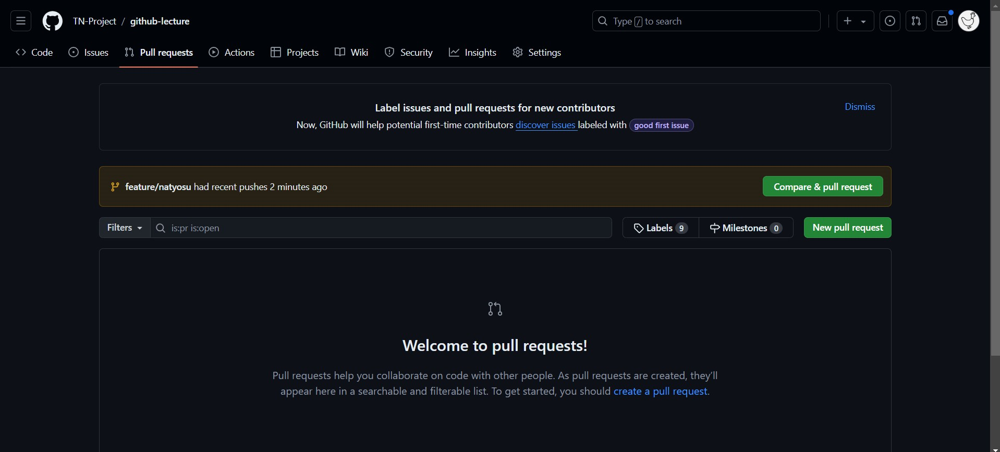 TN-Project / github-lecture
Type / to search
Code Issues Pull requests Actions Projects Wiki Security Insights Settings
Label issues and pull requests for new contributors
Dismiss
Now, GitHub will help potential first-time contributors discover issues labeled with good first issue
feature/natyosu had recent pushes 2 minutes ago
Compare & pull request
Filters is:pr is:open Labels 9 Milestones 0 New pull request
Welcome to pull requests!
Pull requests help you collaborate on code with other people. As pull requests are created, they’ll
appear here in a searchable and filterable list. To get started, you should create a pull request.